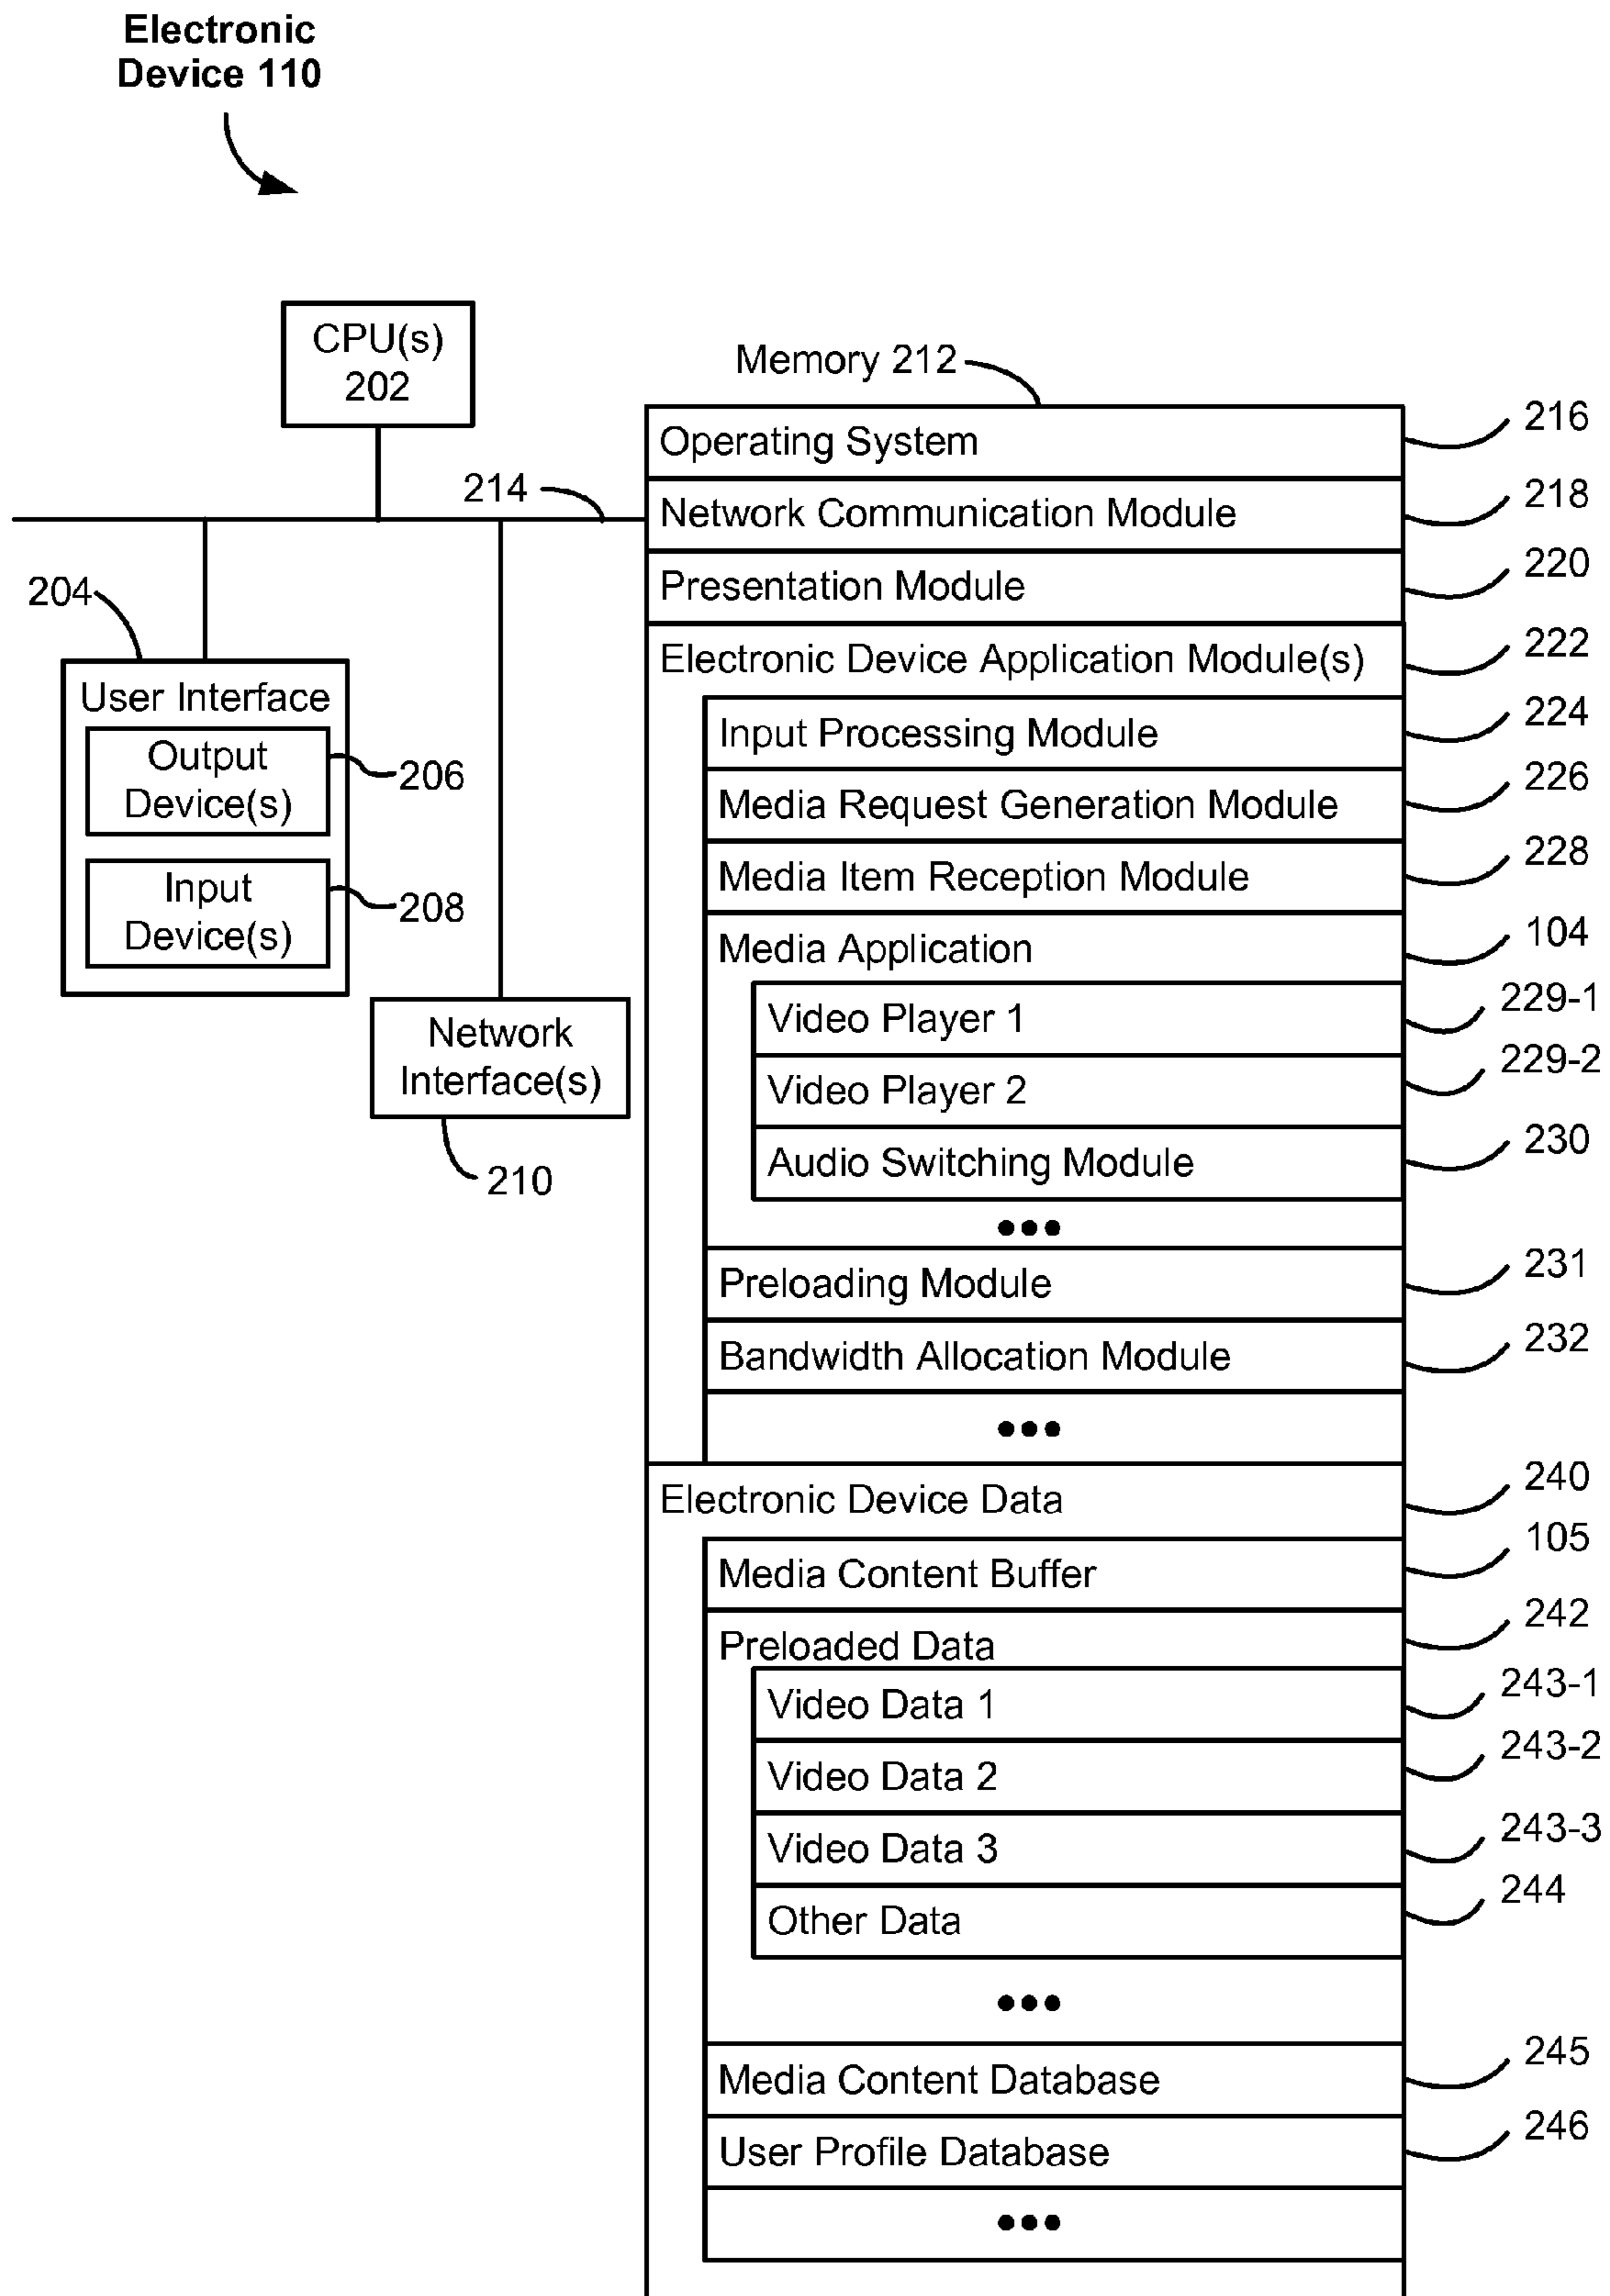 Electronic
Device 110
CPU(s)
202
Memory 212
214
204
User Interface
Output
Device(s)
206
Input
Device(s)
208
Network
Interface(s)
210
Operating System
216
Network Communication Module
218
Presentation Module
220
Electronic Device Application Module(s)
222
Input Processing Module
224
Media Request Generation Module
226
Media Item Reception Module
228
Media Application
104
Video Player 1
229-1
Video Player 2
229-2
Audio Switching Module
230
•••
Preloading Module
231
Bandwidth Allocation Module
232
•••
Electronic Device Data
240
Media Content Buffer
105
Preloaded Data
242
Video Data 1
243-1
Video Data 2
243-2
Video Data 3
243-3
Other Data
244
•••
Media Content Database
245
User Profile Database
246
•••